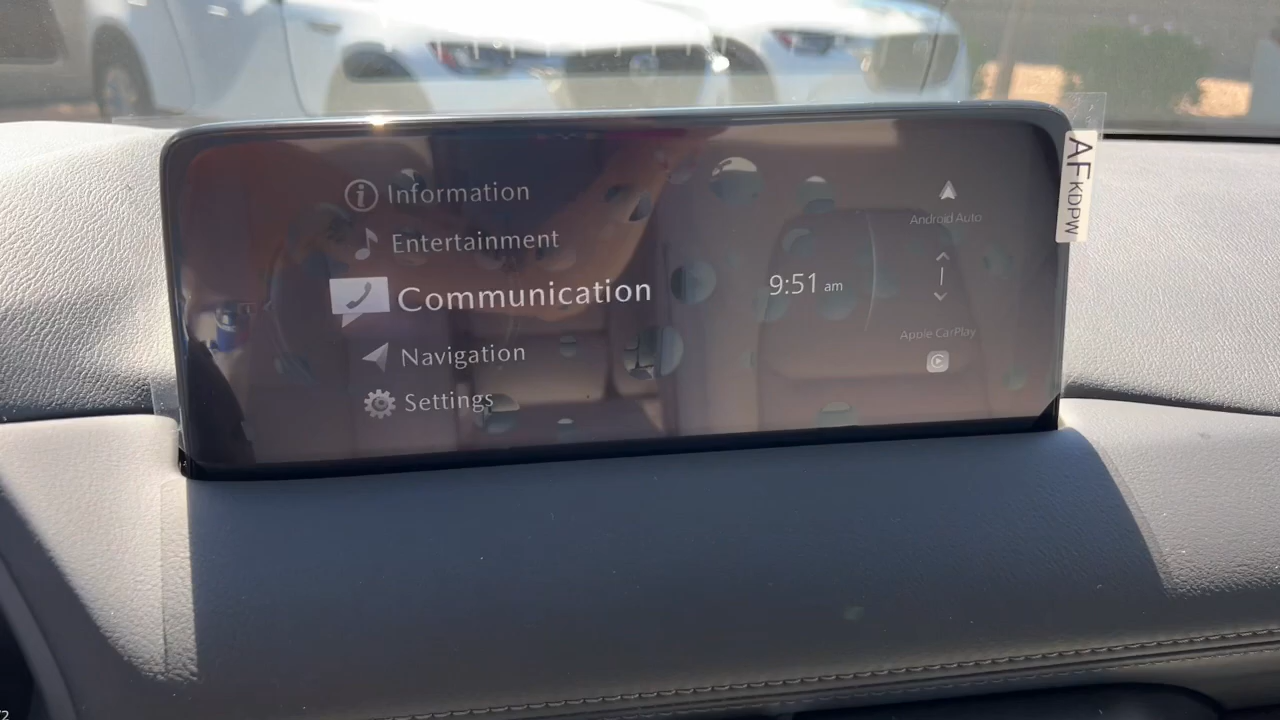 Information
Entertainment
Communication
Navigation
Settings
9:51 am
Android Auto
Apple CarPlay
AF KDPW